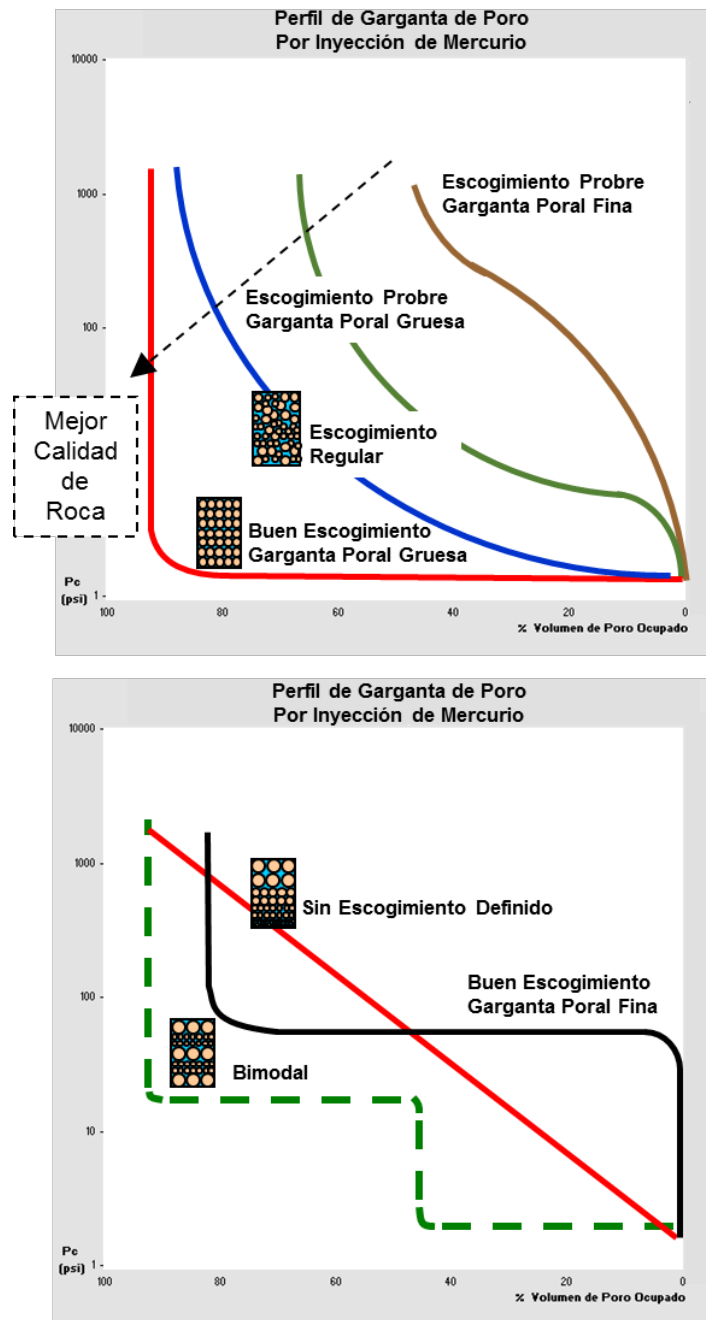 Perfil de Garganta de Poro
Por Inyección de Mercurio
10000
1000
Escogimiento Probre
Garganta Poral Fina
Escogimiento Probre
Garganta Poral Gruesa
100
Mejor
Calidad
de
Roca
Escogimiento
Regular
Buen Escogimiento
Garganta Poral Gruesa
Pc
(psi)
1
100
80
60
40
20
0
% Volumen de Poro Ocupado
Perfil de Garganta de Poro
Por Inyección de Mercurio
10000
1000
Sin Escogimiento Definido
Buen Escogimiento
Garganta Poral Fina
100
Bimodal
10
Pc
(psi)
1
100
80
60
40
20
0
% Volumen de Poro Ocupado